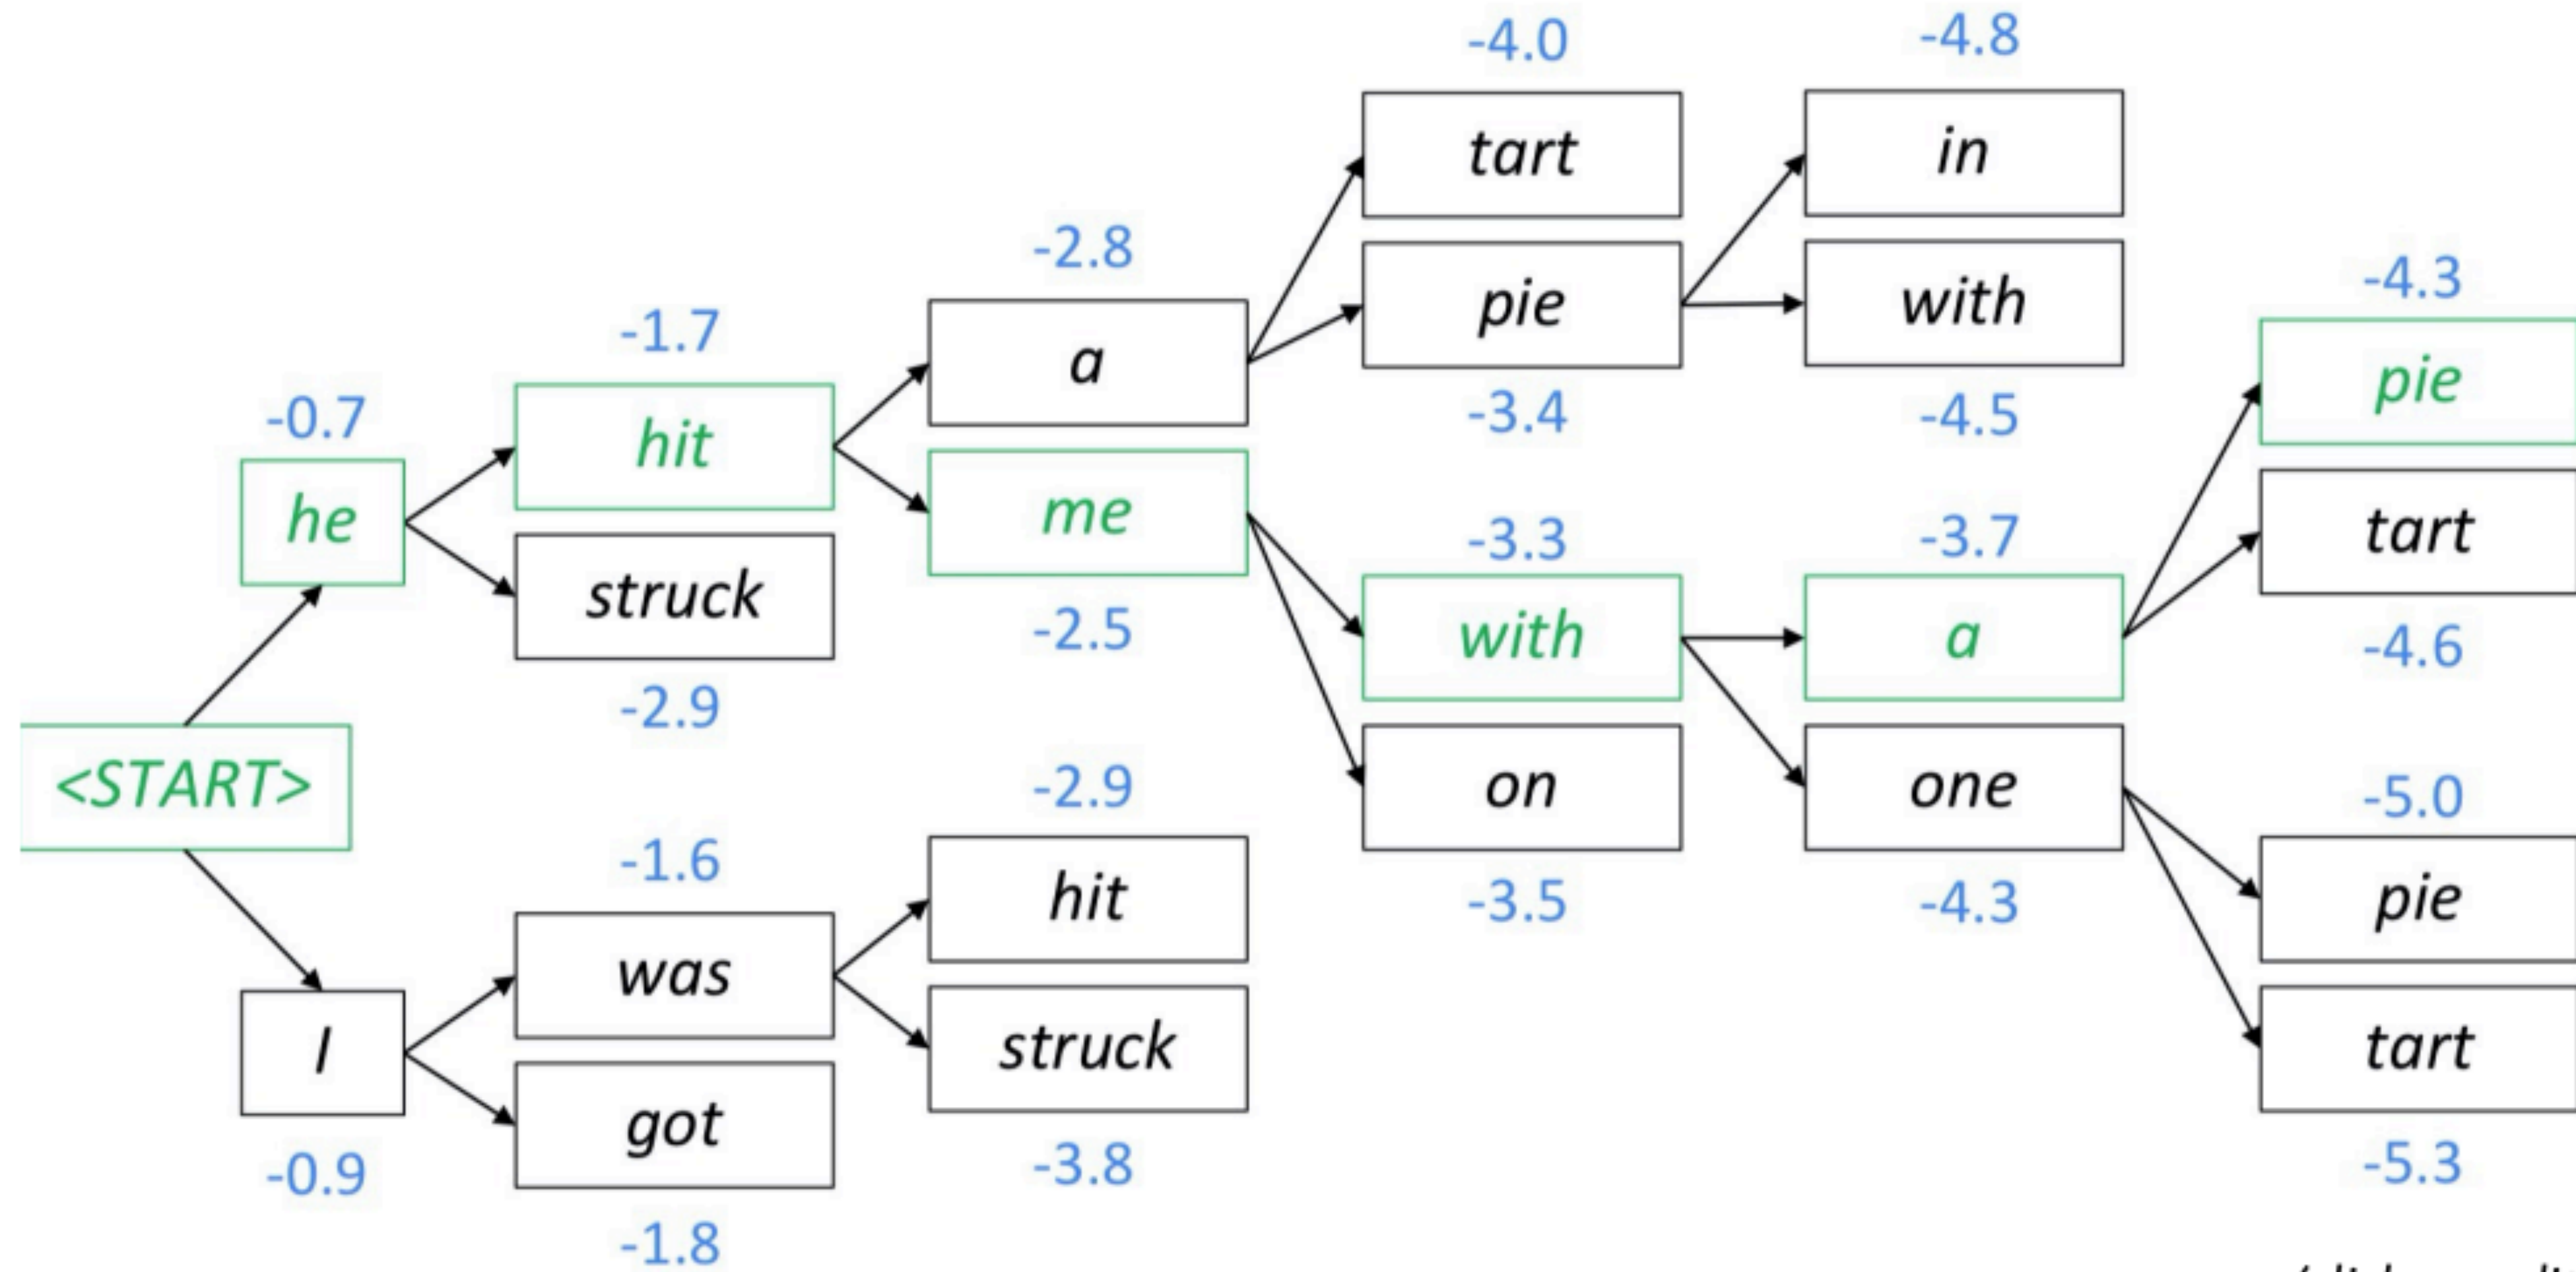 -4.0
-4.8
tart
in
-2.8
-4.3
-1.7
a
pie
with
pie
-0.7
-3.4
-4.5
hit
he
me
-3.3
-3.7
tart
struck
-2.5
with
a
-4.6
-2.9
<START>
-2.9
on
one
-5.0
-1.6
hit
-3.5
-4.3
pie
was
I
struck
tart
got
-0.9
-3.8
-5.3
-1.8